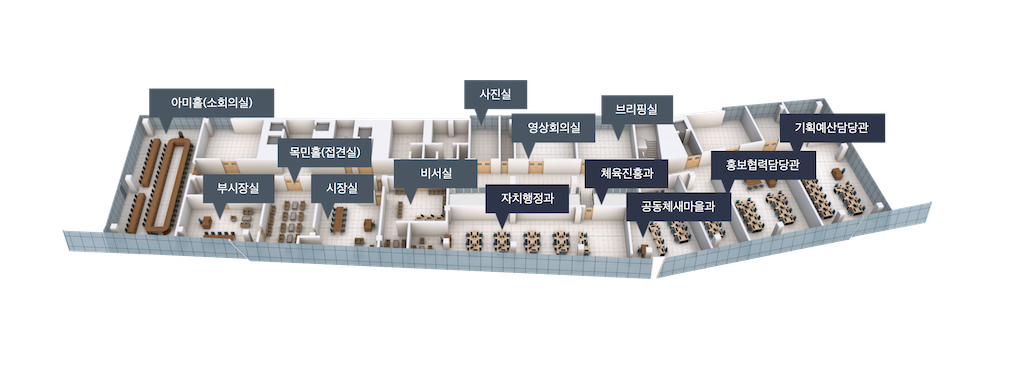 사진실
아미홀(소회의실)
브리핑실
영상회의실
기획예산담당관
목민홀(접견실)
홍보협력담당관
비서실
체육진흥과
부시장실
시장실
자치행정과
공동체새마을과